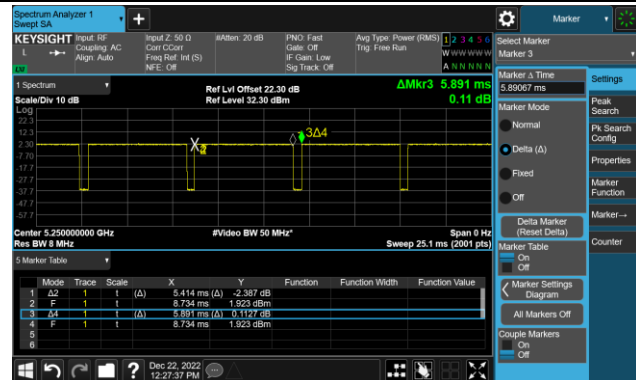 Spectrum Analyzer 1
Swept SA
+
Marker
KEYSIGHT Input: RF Input Z: 50 Ω #Atten: 20 dB PNO: Fast Avg Type: Power (RMS) 1 2 3 4 5 6
L Coupling: AC Corr CCorr Gate: Off Trig: Free Run W W W W W W
Align: Auto Freq Ref: Int (S) IF Gain: Low
NFE: Off Sig Track: Off A N N N N N
Select Marker
Marker 3
1 Spectrum
Ref Lvl Offset 22.30 dB ΔMkr3 5.891 ms
Scale/Div 10 dB Ref Level 32.30 dBm 0.11 dB
Log
22.3
12.3
2.30
-7.70
-17.7
-27.7
-37.7
-47.7
-57.7
2
3Δ4
Center 5.250000000 GHz #Video BW 50 MHz* Span 0 Hz
Res BW 8 MHz Sweep 25.1 ms (2001 pts)
5 Marker Table
Mode Trace Scale X Y Function Function Width Function Value
1 Δ2 1 t (Δ) 5.414 ms (Δ) -2.387 dB
2 F 1 t 8.734 ms 1.923 dBm
3 Δ4 1 t (Δ) 5.891 ms (Δ) 0.1127 dB
4 F 1 t 8.734 ms 1.923 dBm
5
6
Marker Δ Time
5.89067 ms
Marker Mode
Normal
Delta (Δ)
Fixed
Off
Delta Marker
(Reset Delta)
Marker Table
On
Off
Marker Settings
Diagram
All Markers Off
Couple Markers
On
Off
Settings
Peak
Search
Pk Search
Config
Properties
Marker
Function
Marker→
Counter
?
Dec 22, 2022
12:27:37 PM